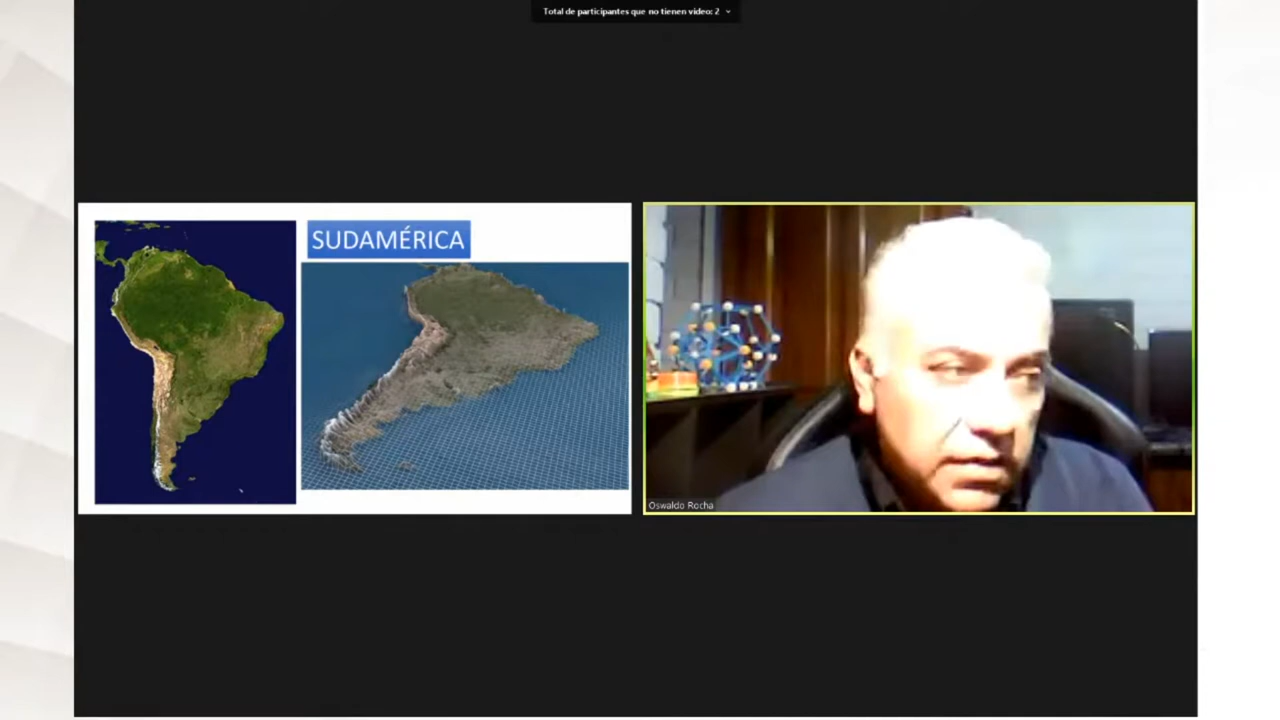 Total de participantes que no tienen video: 2
SUDAMÉRICA
Oswaldo Rocha